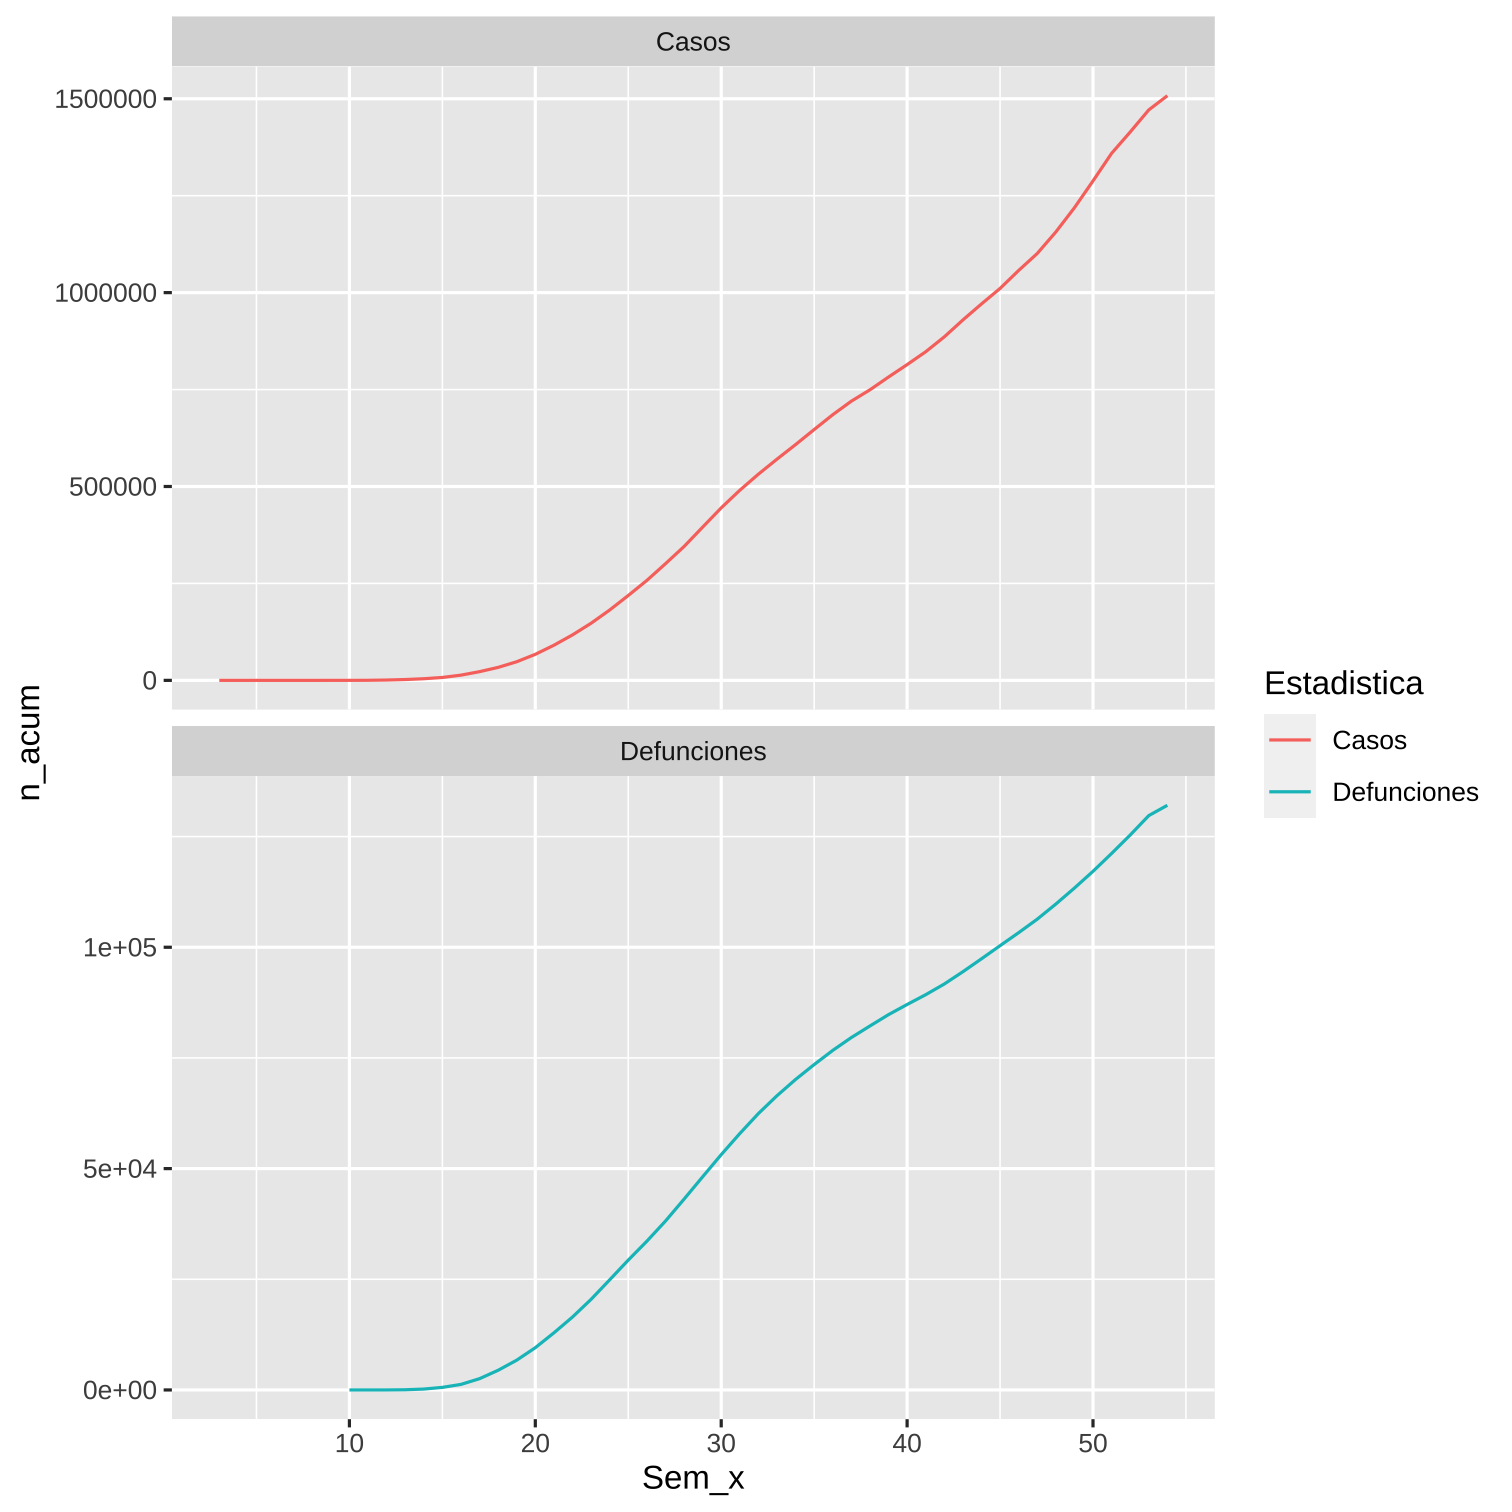 Casos
1500000
1000000
500000
0
Defunciones
1e+05
5e+04
0e+00
10 20 30 40 50
Sem_x
n_acum
Estadistica
Casos
Defunciones